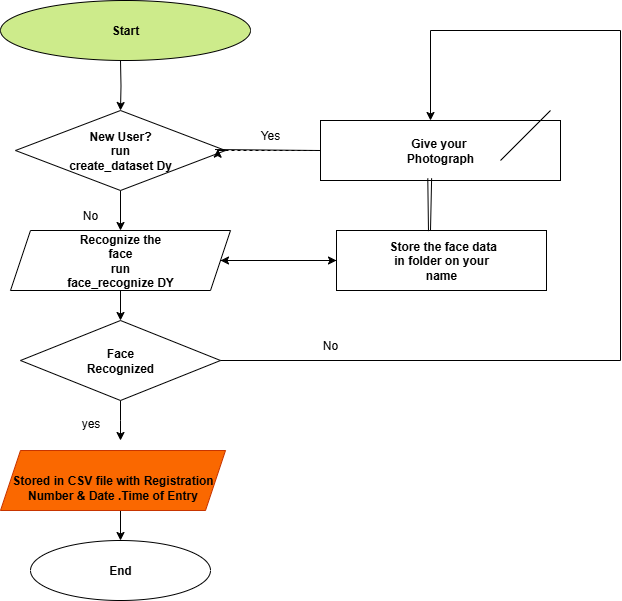 Start
New User?
run
create_dataset Dy
Yes
Give your
Photograph
No
Recognize the
face
run
face_recognize DY
Store the face data
in folder on your
name
Face
Recognized
No
yes
Stored in CSV file with Registration
Number & Date .Time of Entry
End